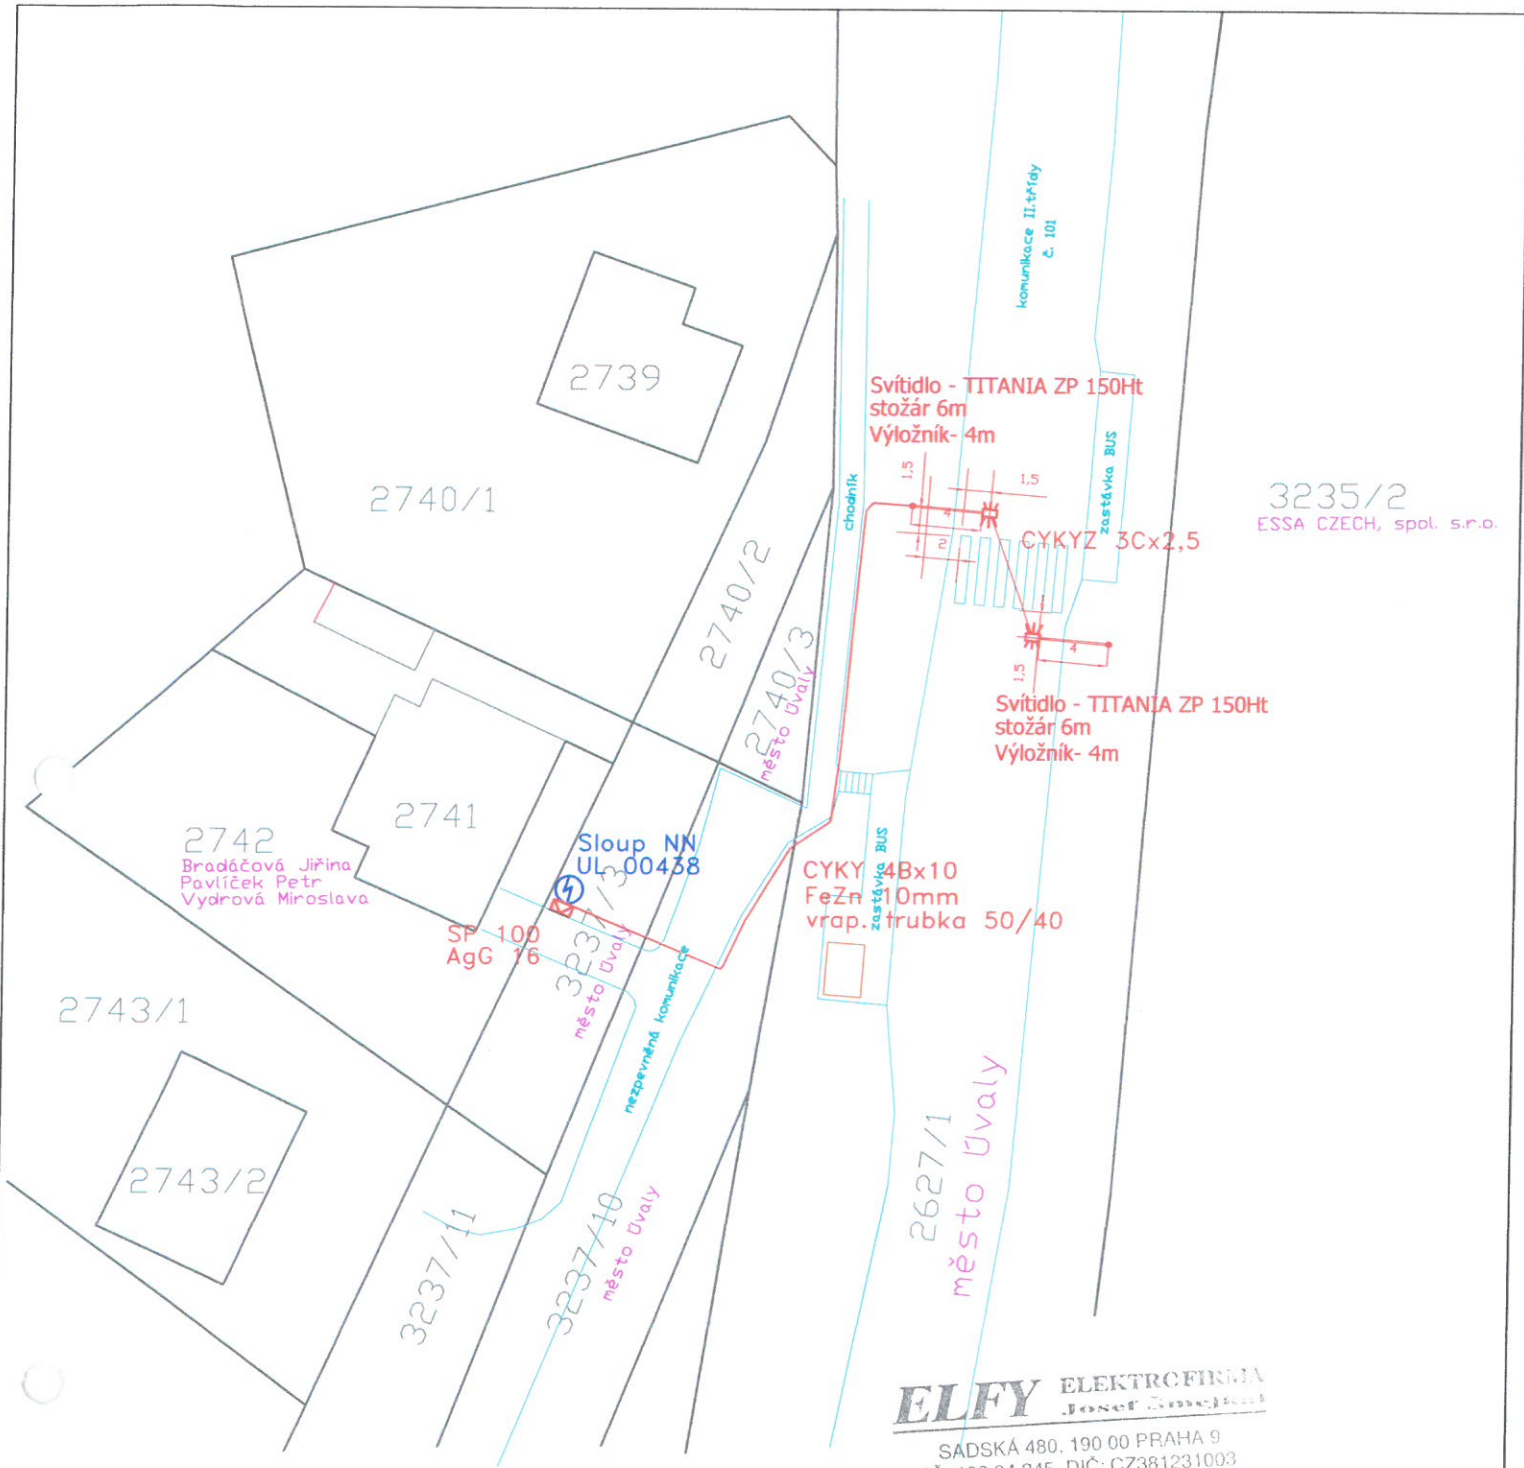 komunikace II.třídy
č. 101
2739
Svítidlo - TITANIA ZP 150Ht
stožár 6m
Výložník- 4m
zastávka BUS
2740/1
chodník
1,5
1,5
4
2
CYKYZ 3Cx2,5
3235/2
ESSA CZECH, spol. s.r.o.
2740/2
2740/3
město Úvaly
1
4
1,5
Svítidlo - TITANIA ZP 150Ht
stožár 6m
Výložník- 4m
2741
2742
Bradáčová Jiřina
Pavlíček Petr
Vydrová Miroslava
Sloup NN
UL 00438
SP 100
AgG 16
3237/3
město Úvaly
CYKY 4Bx10
FeZn 10mm
vrap. trubka 50/40
zastávka BUS
nezpevněná komunikace
2743/1
2743/2
3237/11
3237/10
město Úvaly
2627/1
město Úvaly
ELFY ELEKTROFIRMA
Josef Smejkal
SADSKÁ 480, 190 00 PRAHA 9
DIČ: CZ381231003